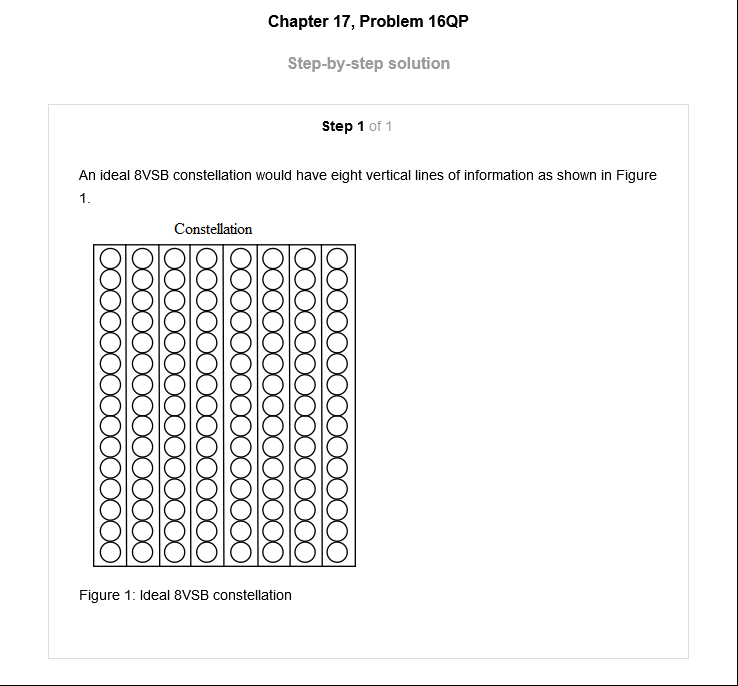 Chapter 17, Problem 16QP
Step-by-step solution
Step 1 of 1
An ideal 8VSB constellation would have eight vertical lines of information as shown in Figure
1.
Constellation
Figure 1: Ideal 8VSB constellation